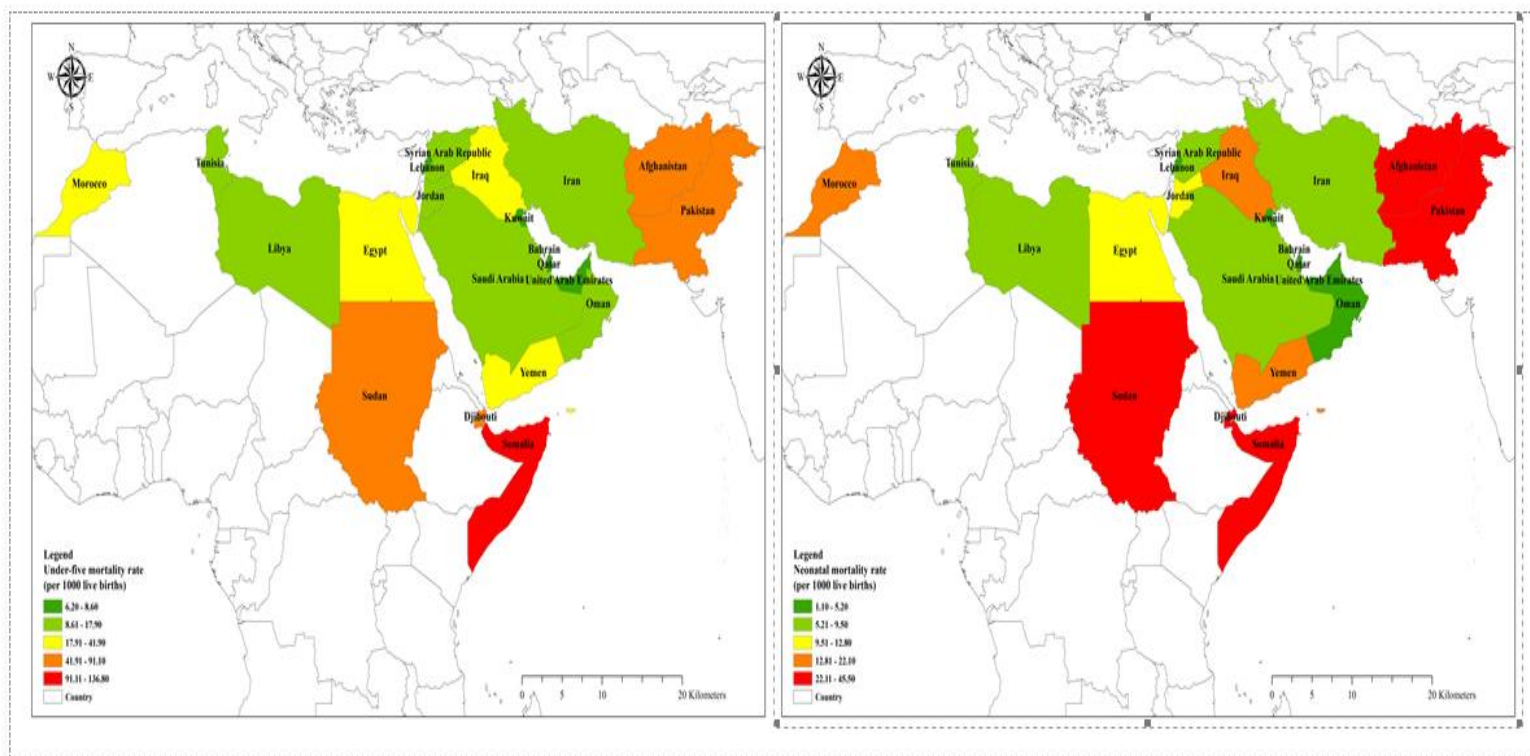 N
W E
S
Tunisia
Syrian Arab Republic
Lebanon
Afghanistan
Morocco
Iraq
Iran
Jordan
Pakistan
Kuwait
Libya
Egypt
Bahrain
Qatar
Saudi Arabia United Arab Emirates
Oman
Yemen
Sudan
Djibouti
Somalia
Legend
Under-five mortality rate
(per 1000 live births)
6.20 - 8.60
8.61 - 17.90
17.91 - 41.90
41.91 - 91.10
91.11 - 136.80
Country
0 5 10 20 Kilometers
N
W E
S
Tunisia
Syrian Arab Republic
Lebanon
Afghanistan
Morocco
Iraq
Iran
Jordan
Pakistan
Kuwait
Libya
Egypt
Bahrain
Qatar
Saudi Arabia United Arab Emirates
Oman
Yemen
Sudan
Djibouti
Somalia
Legend
Neonatal mortality rate
(per 1000 live births)
1.10 - 5.20
5.21 - 9.50
9.51 - 12.80
12.81 - 22.10
22.11 - 45.50
Country
0 5 10 20 Kilometers